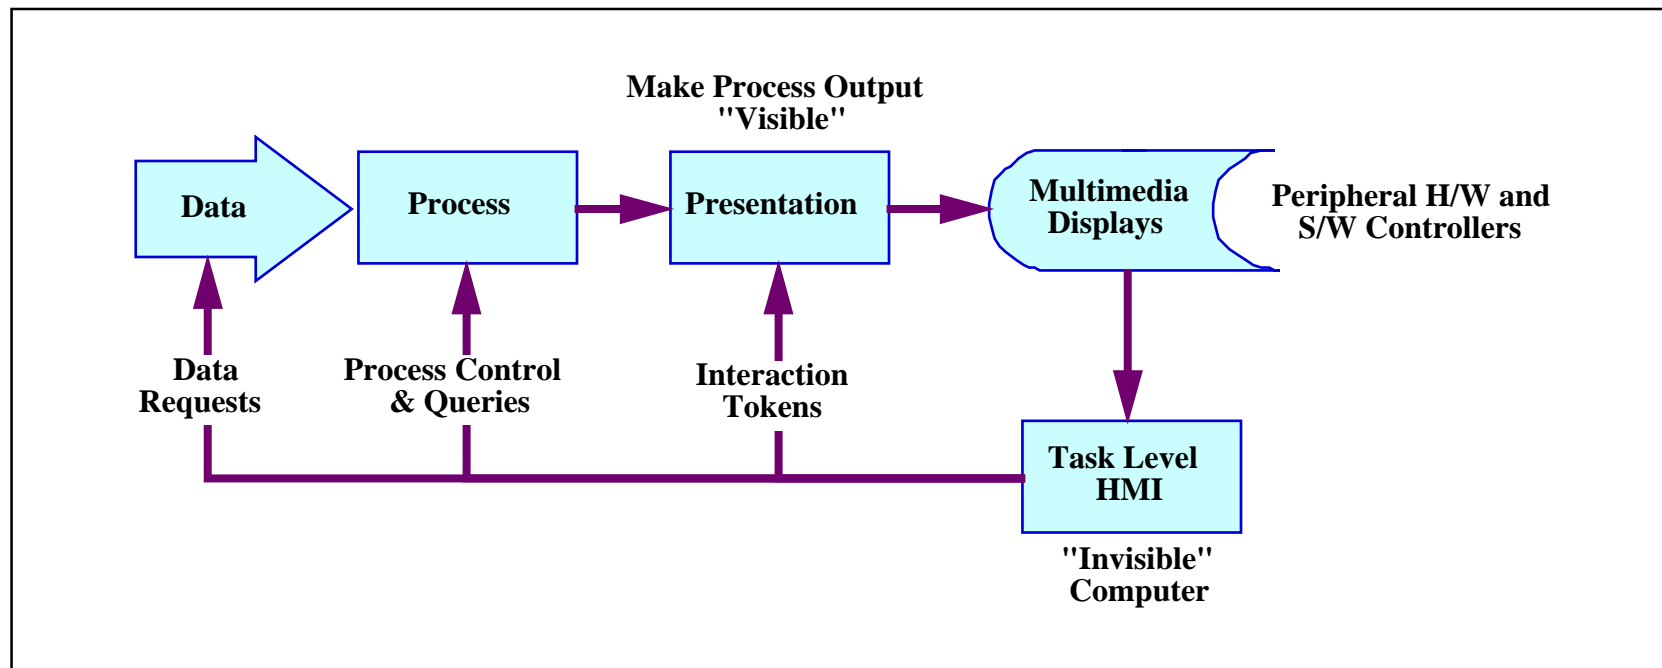 Make Process Output
"Visible"
Data
Process
Presentation
Multimedia
Displays
Peripheral H/W and
S/W Controllers
Data
Requests
Process Control
& Queries
Interaction
Tokens
Task Level
HMI
"Invisible"
Computer